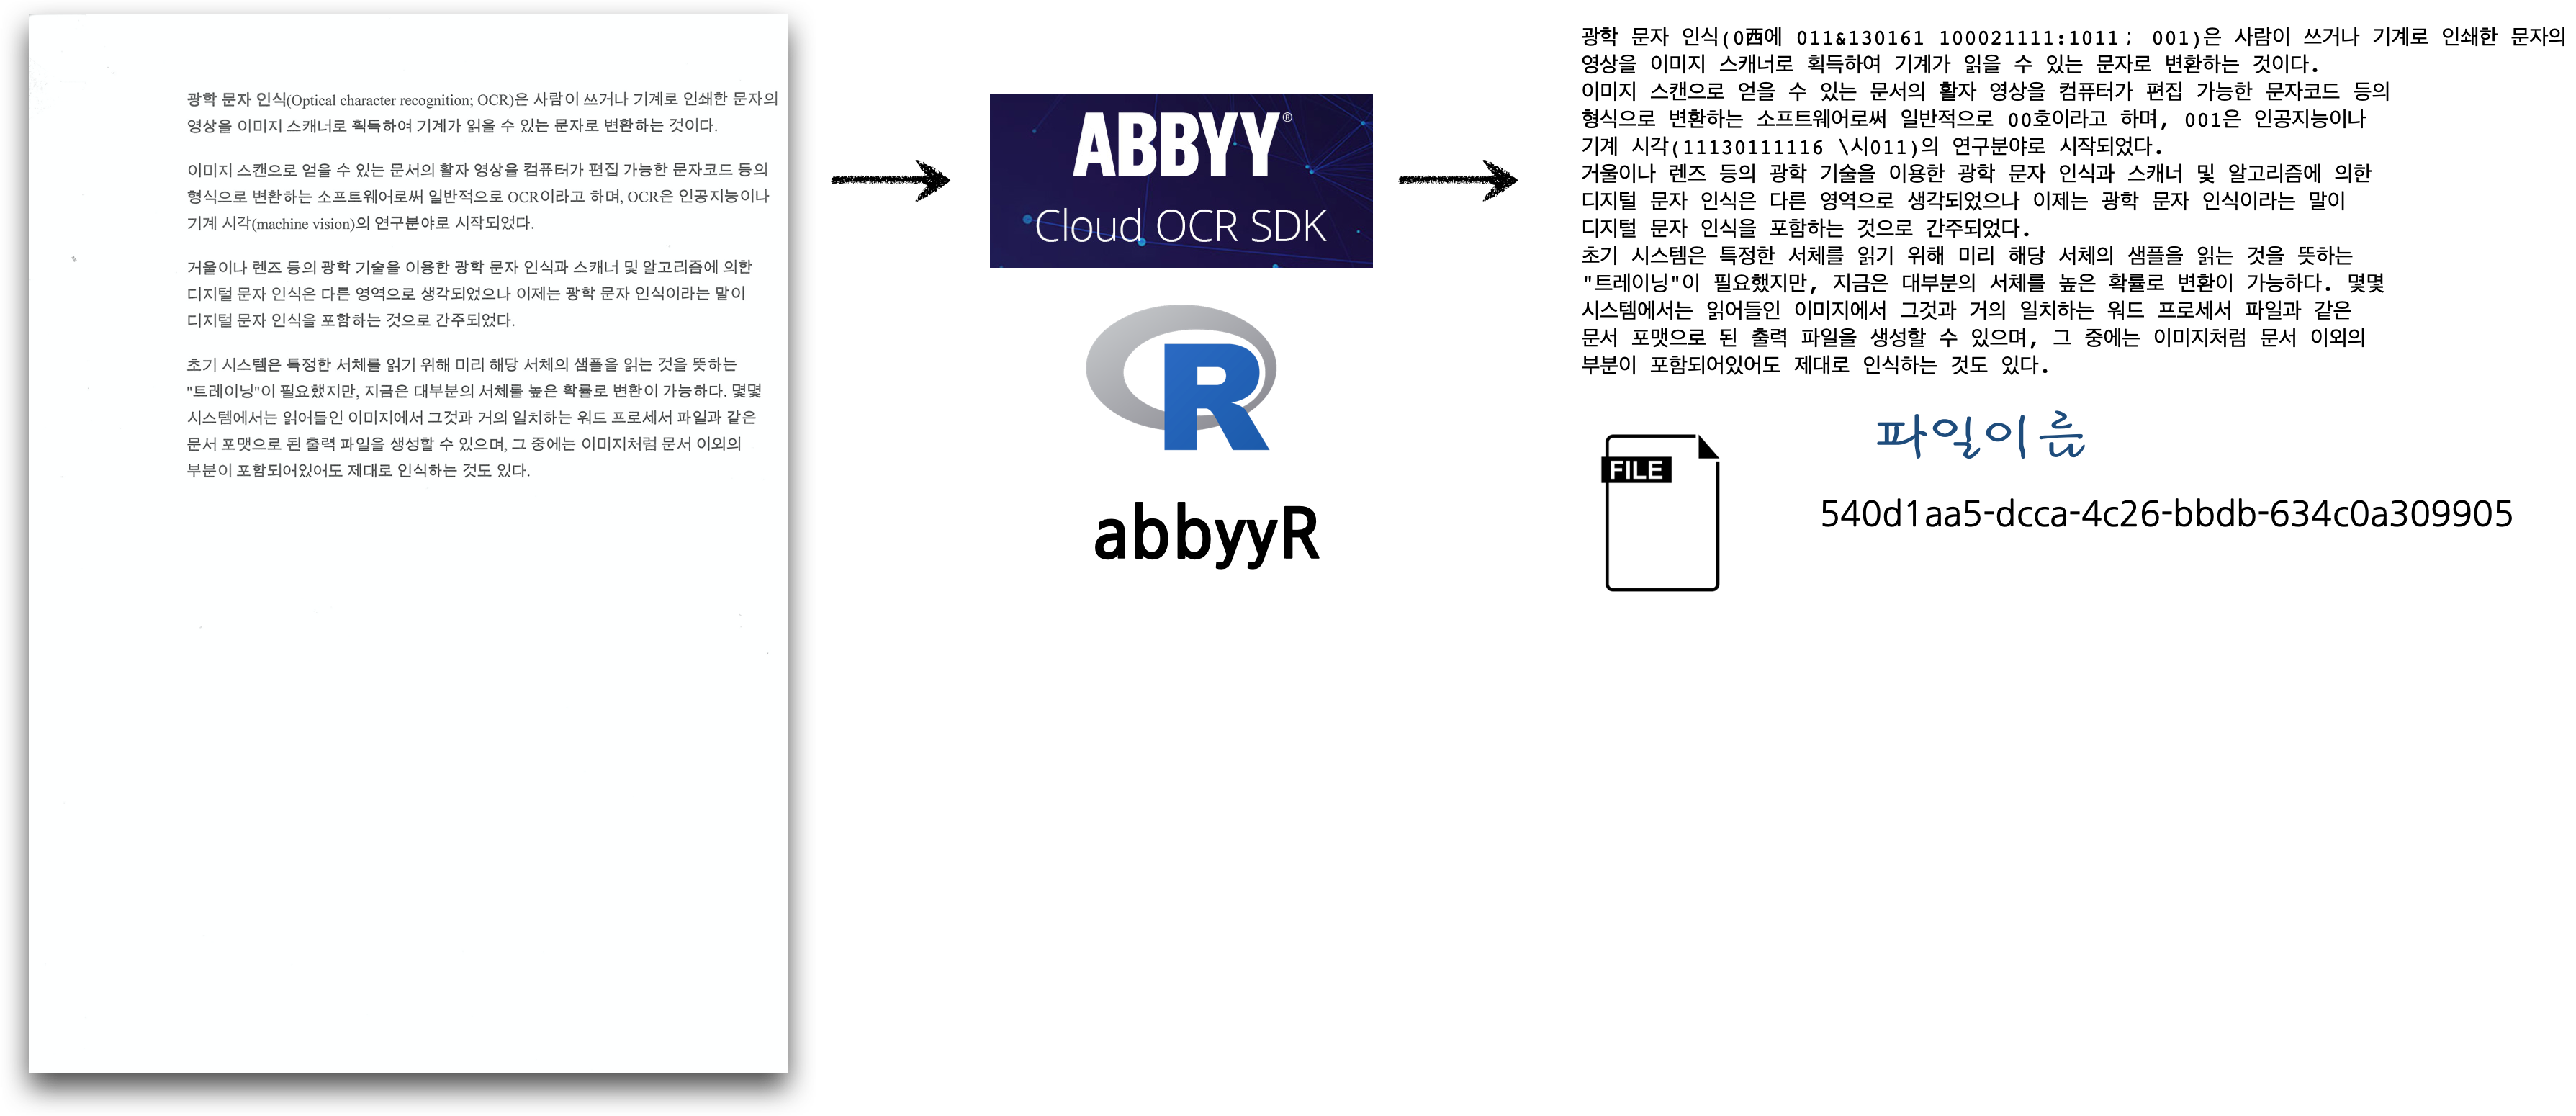 광학 문자 인식(Optical character recognition; OCR)은 사람이 쓰거나 기계로 인쇄한 문자의
영상을 이미지 스캐너로 획득하여 기계가 읽을 수 있는 문자로 변환하는 것이다.
이미지 스캔으로 얻을 수 있는 문서의 활자 영상을 컴퓨터가 편집 가능한 문자코드 등의
형식으로 변환하는 소프트웨어로써 일반적으로 OCR이라고 하며, OCR은 인공지능이나
기계 시각(machine vision)의 연구분야로 시작되었다.
거울이나 렌즈 등의 광학 기술을 이용한 광학 문자 인식과 스캐너 및 알고리즘에 의한
디지털 문자 인식은 다른 영역으로 생각되었으나 이제는 광학 문자 인식이라는 말이
디지털 문자 인식을 포함하는 것으로 간주되었다.
초기 시스템은 특정한 서체를 읽기 위해 미리 해당 서체의 샘플을 읽는 것을 뜻하는
"트레이닝"이 필요했지만, 지금은 대부분의 서체를 높은 확률로 변환이 가능하다. 몇몇
시스템에서는 읽어들인 이미지에서 그것과 거의 일치하는 워드 프로세서 파일과 같은
문서 포맷으로 된 출력 파일을 생성할 수 있으며, 그 중에는 이미지처럼 문서 이외의
부분이 포함되어있어도 제대로 인식하는 것도 있다.
ABBYY®
Cloud OCR SDK
R
abbyyR
광학 문자 인식(0西에 011&130161 100021111:1011; 001)은 사람이 쓰거나 기계로 인쇄한 문자의
영상을 이미지 스캐너로 획득하여 기계가 읽을 수 있는 문자로 변환하는 것이다.
이미지 스캔으로 얻을 수 있는 문서의 활자 영상을 컴퓨터가 편집 가능한 문자코드 등의
형식으로 변환하는 소프트웨어로써 일반적으로 00호이라고 하며, 001은 인공지능이나
기계 시각(11130111116 \시011)의 연구분야로 시작되었다.
거울이나 렌즈 등의 광학 기술을 이용한 광학 문자 인식과 스캐너 및 알고리즘에 의한
디지털 문자 인식은 다른 영역으로 생각되었으나 이제는 광학 문자 인식이라는 말이
디지털 문자 인식을 포함하는 것으로 간주되었다.
초기 시스템은 특정한 서체를 읽기 위해 미리 해당 서체의 샘플을 읽는 것을 뜻하는
"트레이닝"이 필요했지만, 지금은 대부분의 서체를 높은 확률로 변환이 가능하다. 몇몇
시스템에서는 읽어들인 이미지에서 그것과 거의 일치하는 워드 프로세서 파일과 같은
문서 포맷으로 된 출력 파일을 생성할 수 있으며, 그 중에는 이미지처럼 문서 이외의
부분이 포함되어있어도 제대로 인식하는 것도 있다.
파일이름
FILE
540d1aa5-dcca-4c26-bbdb-634c0a309905